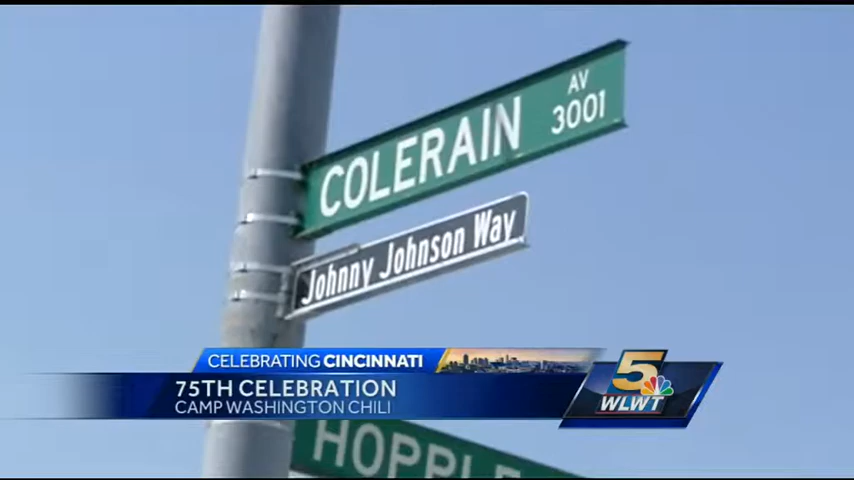 COLERAIN AV 3001
Johnny Johnson Way
CELEBRATING CINCINNATI
75TH CELEBRATION
CAMP WASHINGTON CHILI
5
WLWT